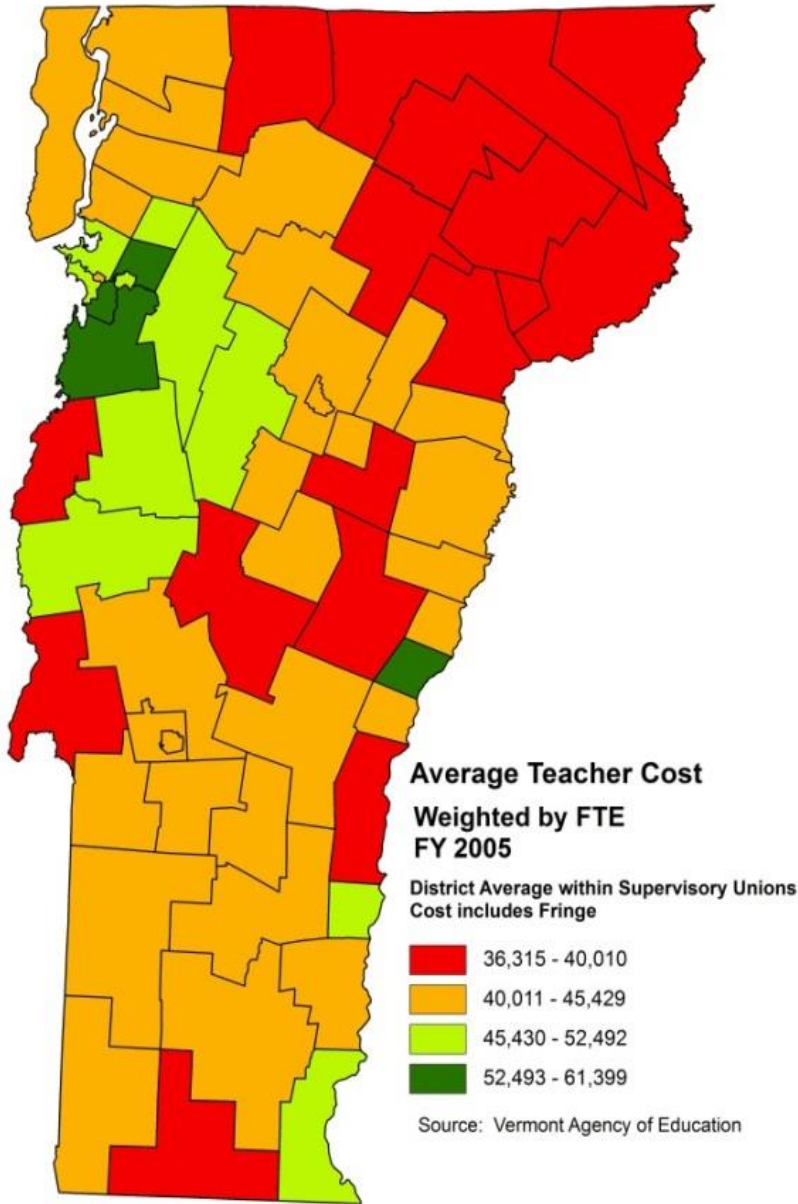 Average Teacher Cost
Weighted by FTE
FY 2005
District Average within Supervisory Unions
Cost includes Fringe
36,315 - 40,010
40,011 - 45,429
45,430 - 52,492
52,493 - 61,399
Source: Vermont Agency of Education